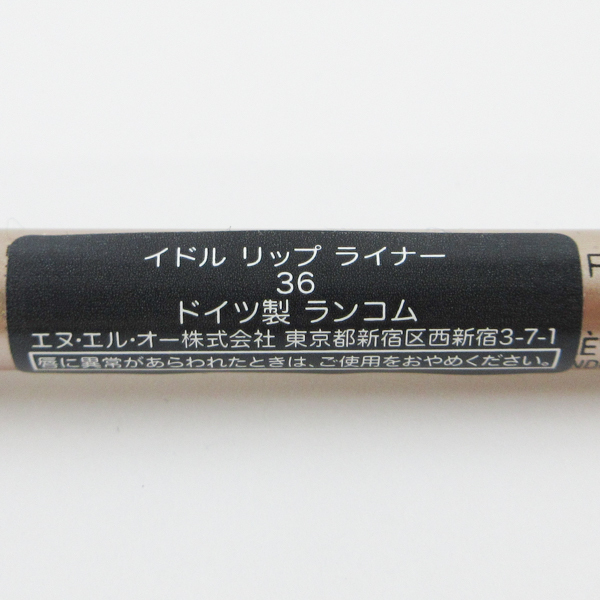 イドル リップ ライナー
36
ドイツ製 ランコム
エヌ・エル・オー株式会社 東京都新宿区西新宿3-7-1
唇に異常があらわれたときは、ご使用をおやめください。